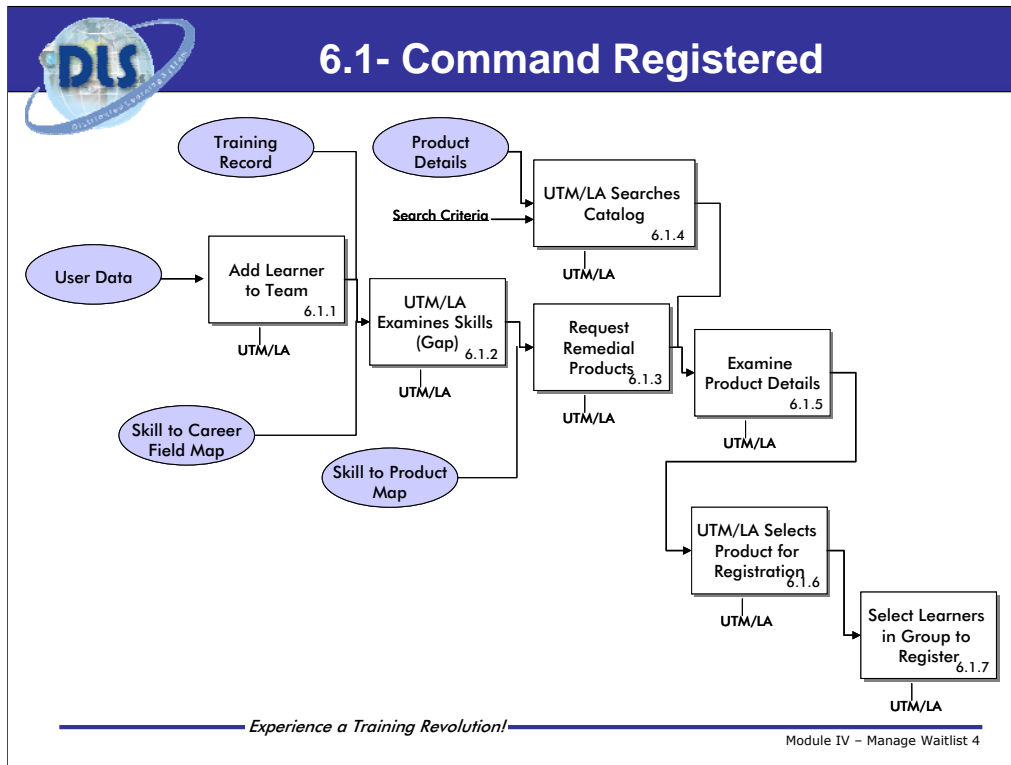 DLS
Distributed Learning System
6.1- Command Registered
Training
Record
Product
Details
UTM/LA Searches
Catalog
6.1.4
Search Criteria
UTM/LA
User Data
Add Learner
to Team
6.1.1
UTM/LA
UTM/LA
Examines Skills
(Gap)
6.1.2
UTM/LA
Request
Remedial
Products
6.1.3
UTM/LA
Examine
Product Details
6.1.5
UTM/LA
Skill to Career
Field Map
Skill to Product
Map
UTM/LA Selects
Product for
Registration
6.1.6
UTM/LA
Select Learners
in Group to
Register
6.1.7
UTM/LA
Experience a Training Revolution!
Module IV – Manage Waitlist 4